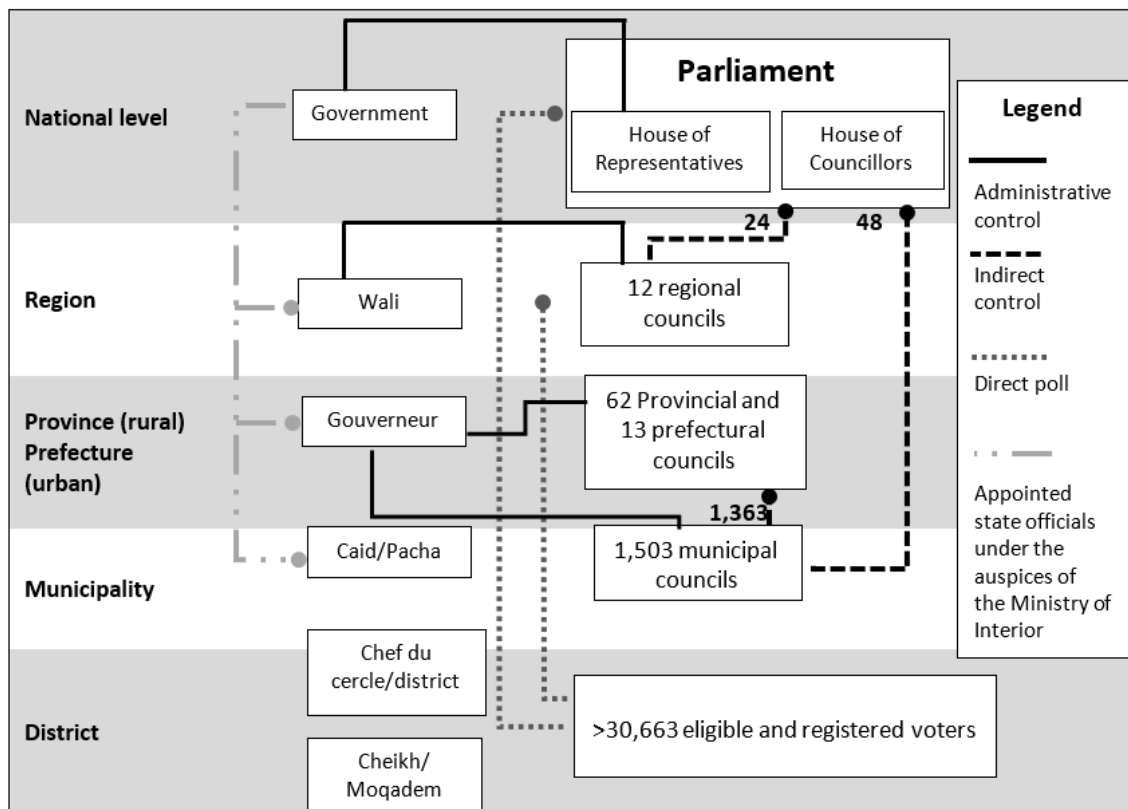 National level
Government
Parliament
House of
Representatives
House of
Councillors
24
48
Region
Wali
12 regional
councils
Province (rural)
Prefecture
(urban)
Gouverneur
62 Provincial and
13 prefectural
councils
1,363
Municipality
Caid/Pacha
1,503 municipal
councils
Chef du
cercle/district
District
>30,663 eligible and registered voters
Cheikh/
Moqadem
Legend
Administrative
control
Indirect
control
Direct poll
Appointed
state officials
under the
auspices of
the Ministry of
Interior